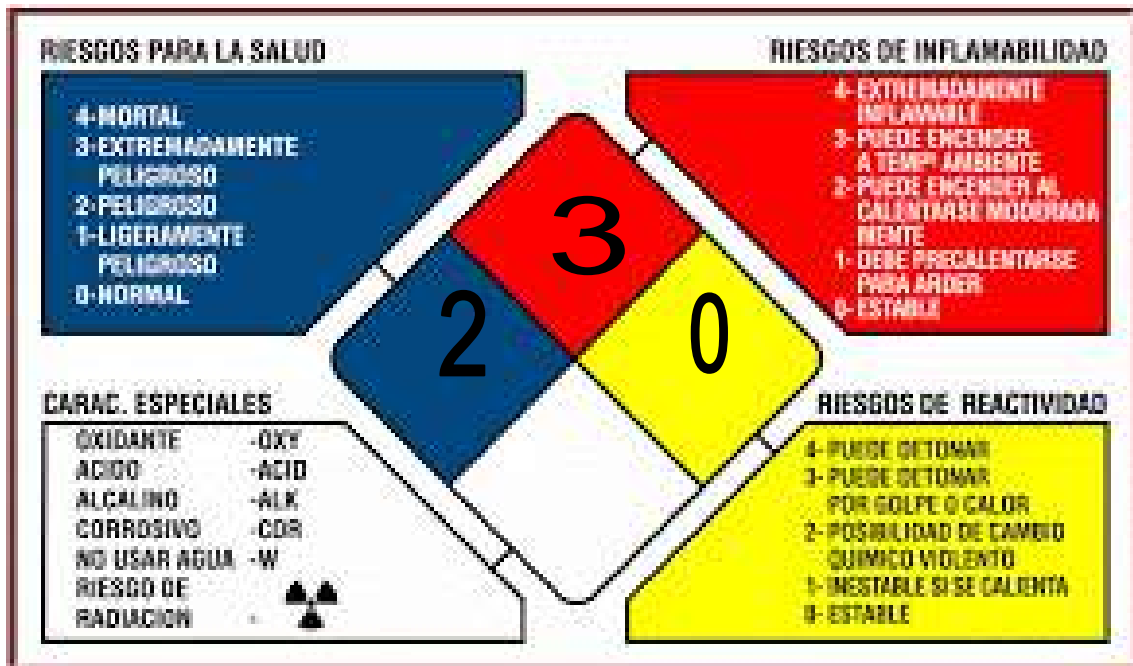 RIESGOS PARA LA SALUD
4-MORTAL
3-EXTREMADAMENTE
PELIGROSO
2-PELIGROSO
1-LIGERAMENTE
PELIGROSO
0-NORMAL
RIESGOS DE INFLAMABILIDAD
4- EXTREMADAMENTE
INFLAMABLE
3- PUEDE ENCENDER
A TEMPª AMBIENTE
2- PUEDE ENCENDER AL
CALENTARSE MODERADA
MENTE
1- DEBE PRECALENTARSE
PARA ARDER
0- ESTABLE
3
2
0
CARAC. ESPECIALES
OXIDANTE -OXY
ACIDO -ACID
ALCALINO -ALK
CORROSIVO -COR
NO USAR AGUA -W
RIESGO DE
RADIACION -
RIESGOS DE REACTIVIDAD
4- PUEDE DETONAR
3- PUEDE DETONAR
POR GOLPE O CALOR
2- POSIBILIDAD DE CAMBIO
QUIMICO VIOLENTO
1- INESTABLE SI SE CALIENTA
0- ESTABLE